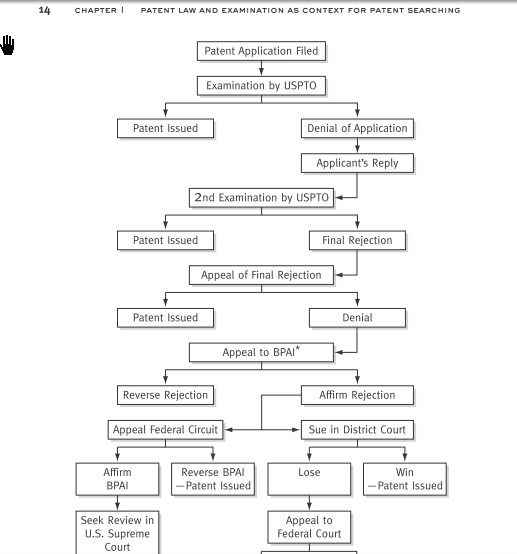 14 CHAPTER I PATENT LAW AND EXAMINATION AS CONTEXT FOR PATENT SEARCHING
Patent Application Filed
Examination by USPTO
Patent Issued
Denial of Application
Applicant's Reply
2nd Examination by USPTO
Patent Issued
Final Rejection
Appeal of Final Rejection
Patent Issued
Denial
Appeal to BPAI*
Reverse Rejection
Affirm Rejection
Appeal Federal Circuit
Sue in District Court
Affirm
BPAI
Reverse BPAI
—Patent Issued
Lose
Win
—Patent Issued
Seek Review in
U.S. Supreme
Court
Appeal to
Federal Court